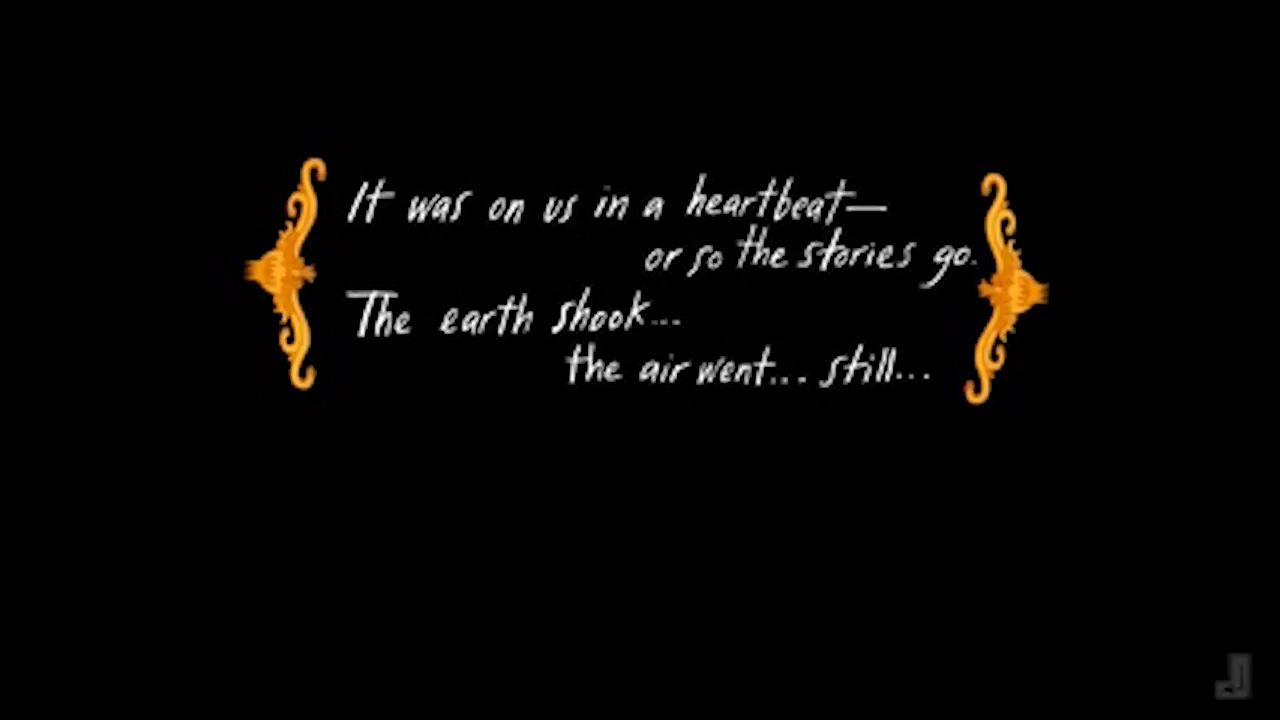 It was on us in a heartbeat—
or so the stories go.
The earth shook...
the air went... still...